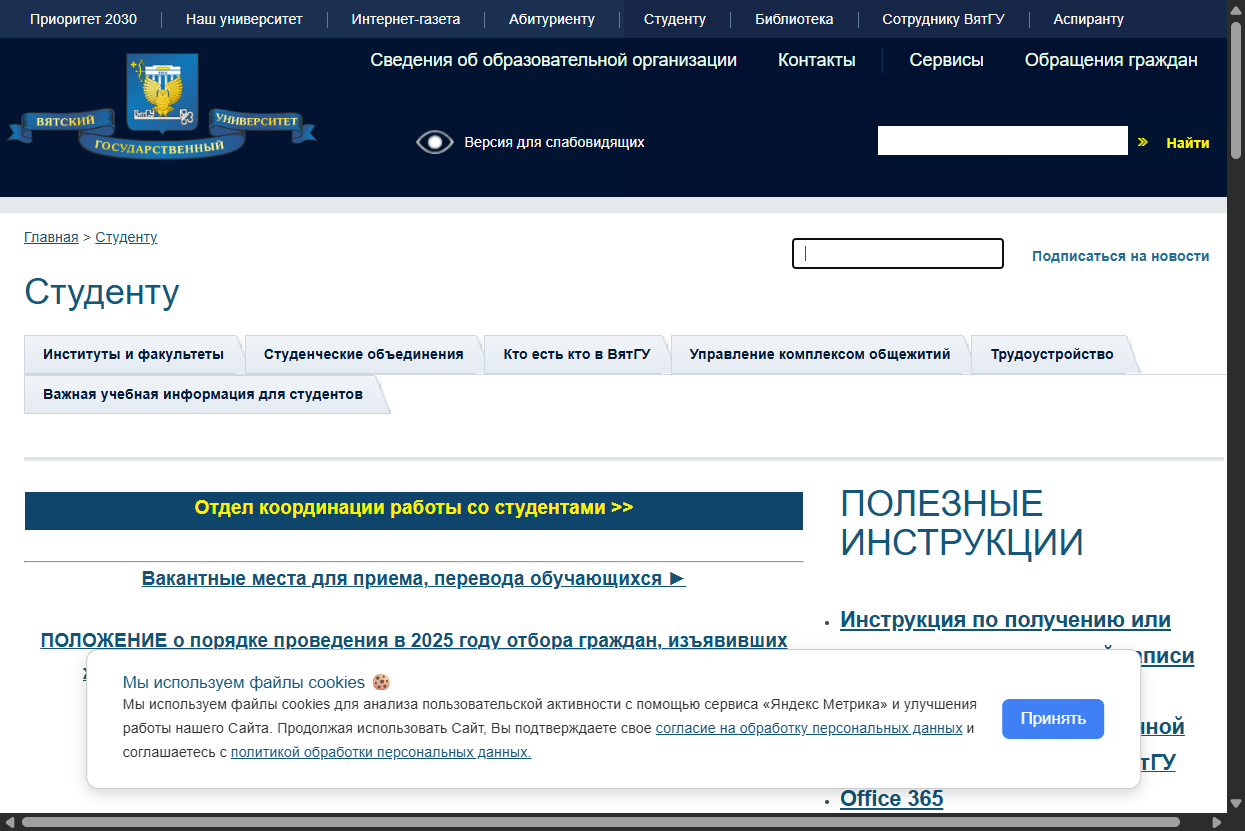 Приоритет 2030
Наш университет
Интернет-газета
Абитуриенту
Студенту
Библиотека
Сотруднику ВятГУ
Аспиранту
Сведения об образовательной организации
Контакты
Сервисы
Обращения граждан
ВЯТСКИЙ
ГОСУДАРСТВЕННЫЙ
УНИВЕРСИТЕТ
Версия для слабовидящих
» Найти
Главная > Студенту
Подписаться на новости
Студенту
Институты и факультеты
Студенческие объединения
Кто есть кто в ВятГУ
Управление комплексом общежитий
Трудоустройство
Важная учебная информация для студентов
Отдел координации работы со студентами >>
Вакантные места для приема, перевода обучающихся ►
ПОЛОЖЕНИЕ о порядке проведения в 2025 году отбора граждан, изъявивших
ПОЛЕЗНЫЕ
ИНСТРУКЦИИ
Инструкция по получению или
Office 365
Мы используем файлы cookies 🍪
Мы используем файлы cookies для анализа пользовательской активности с помощью сервиса «Яндекс Метрика» и улучшения
работы нашего Сайта. Продолжая использовать Сайт, Вы подтверждаете свое согласие на обработку персональных данных и
соглашаетесь с политикой обработки персональных данных.
Принять